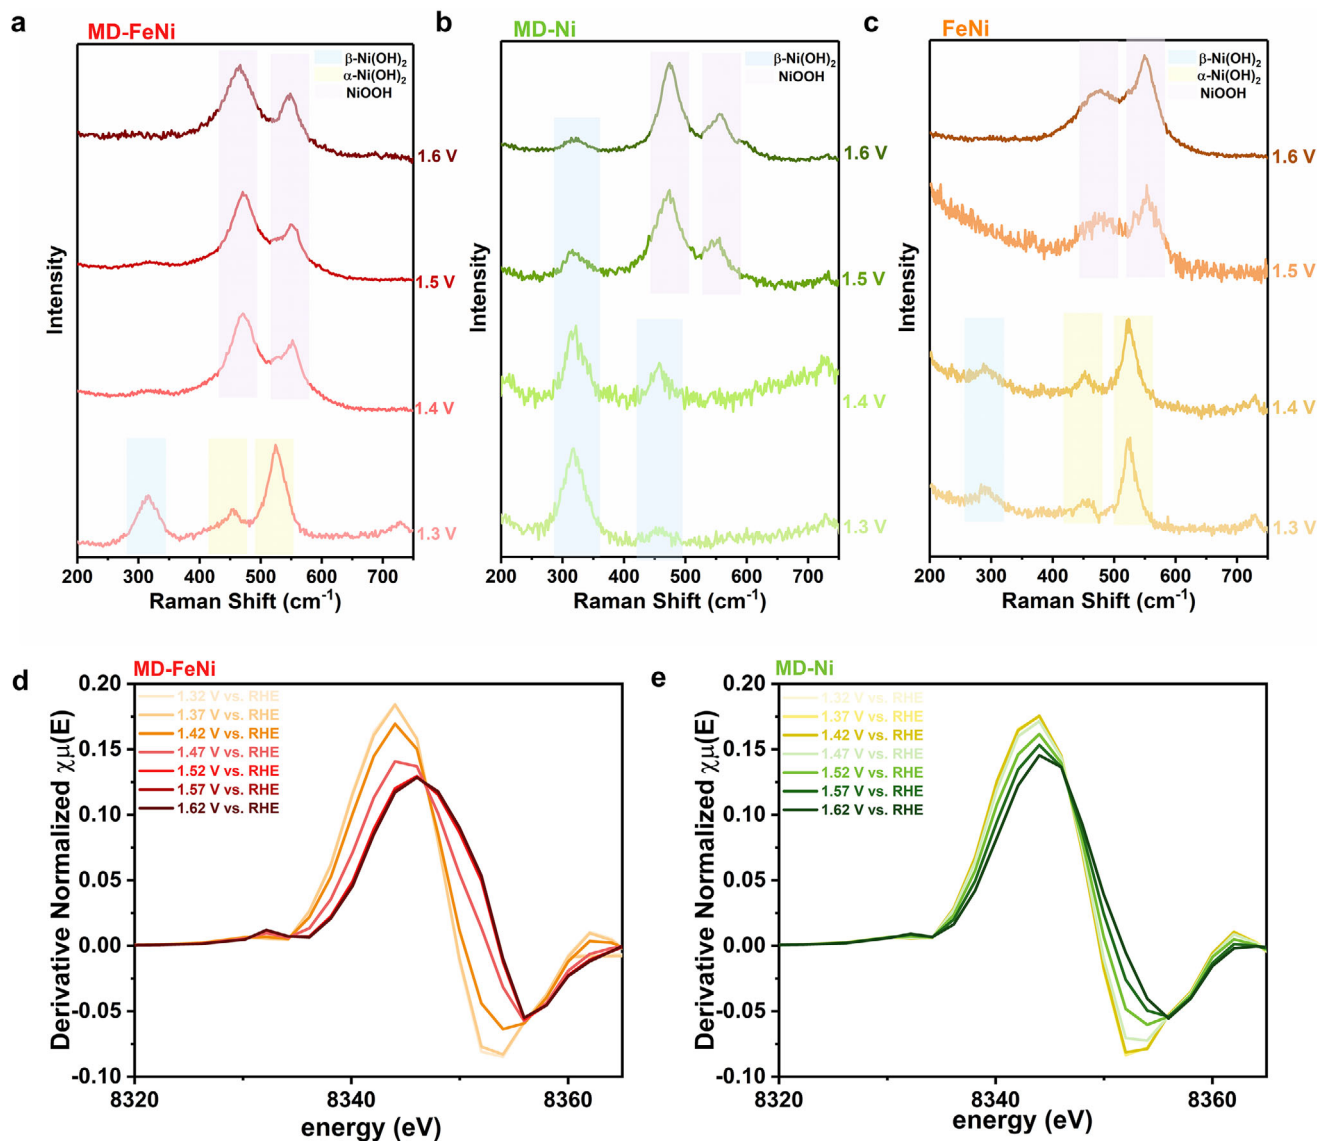 a
MD-FeNi
β-Ni(OH)₂
α-Ni(OH)₂
NiOOH
1.6 V
1.5 V
1.4 V
1.3 V
Intensity
200 300 400 500 600 700
Raman Shift (cm⁻¹)
b
MD-Ni
β-Ni(OH)₂
NiOOH
1.6 V
1.5 V
1.4 V
1.3 V
Intensity
200 300 400 500 600 700
Raman Shift (cm⁻¹)
c
FeNi
β-Ni(OH)₂
α-Ni(OH)₂
NiOOH
1.6 V
1.5 V
1.4 V
1.3 V
Intensity
200 300 400 500 600 700
Raman Shift (cm⁻¹)
d
MD-FeNi
1.32 V vs. RHE
1.37 V vs. RHE
1.42 V vs. RHE
1.47 V vs. RHE
1.52 V vs. RHE
1.57 V vs. RHE
1.62 V vs. RHE
Derivative Normalized χμ(E)
0.20
0.15
0.10
0.05
0.00
-0.05
-0.10
8320 8340 8360
energy (eV)
e
MD-Ni
1.32 V vs. RHE
1.37 V vs. RHE
1.42 V vs. RHE
1.47 V vs. RHE
1.52 V vs. RHE
1.57 V vs. RHE
1.62 V vs. RHE
Derivative Normalized χμ(E)
0.20
0.15
0.10
0.05
0.00
-0.05
-0.10
8320 8340 8360
energy (eV)